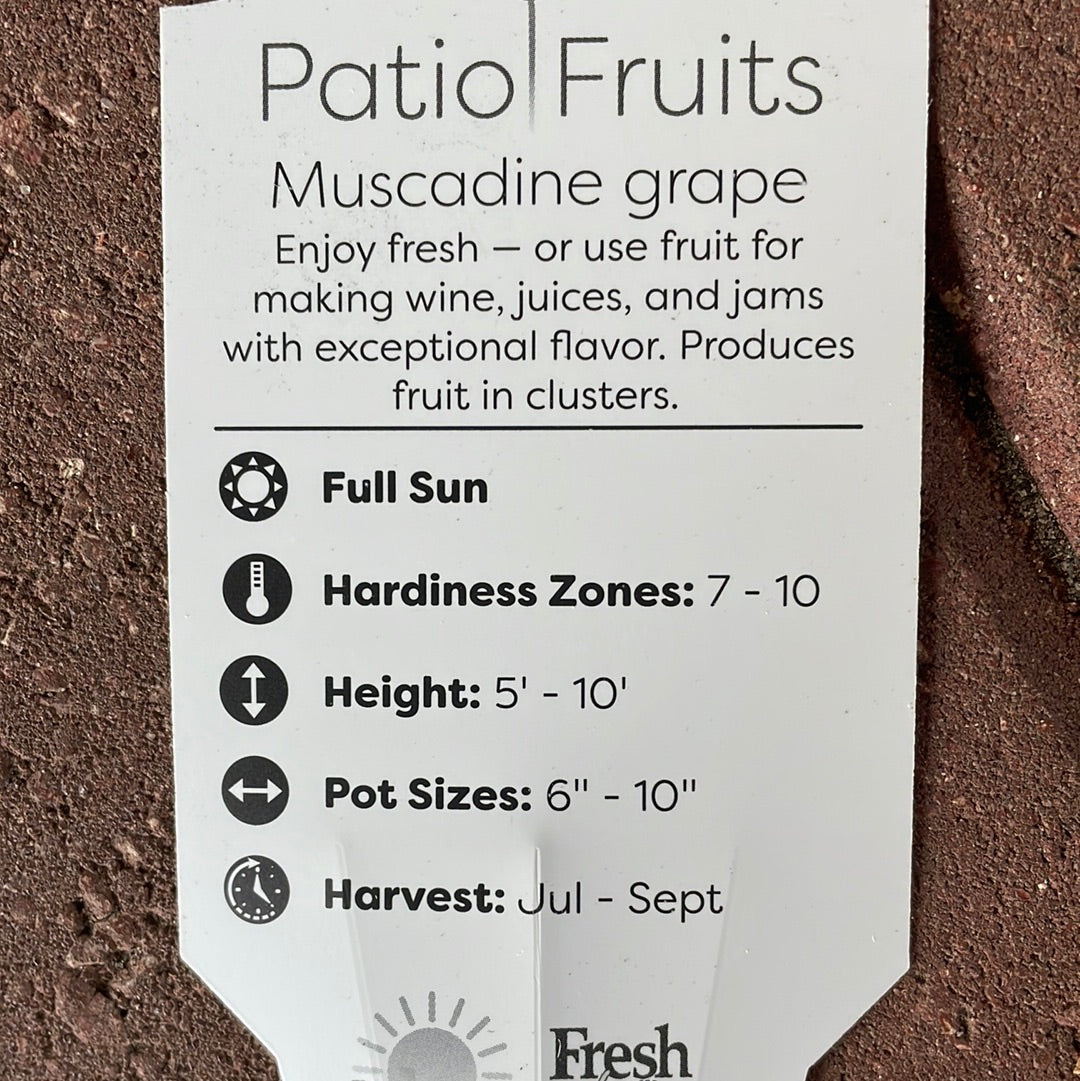 Patio Fruits
Muscadine grape
Enjoy fresh – or use fruit for
making wine, juices, and jams
with exceptional flavor. Produces
fruit in clusters.
Full Sun
Hardiness Zones: 7 - 10
Height: 5' - 10'
Pot Sizes: 6" - 10"
Harvest: Jul - Sept
Fresh